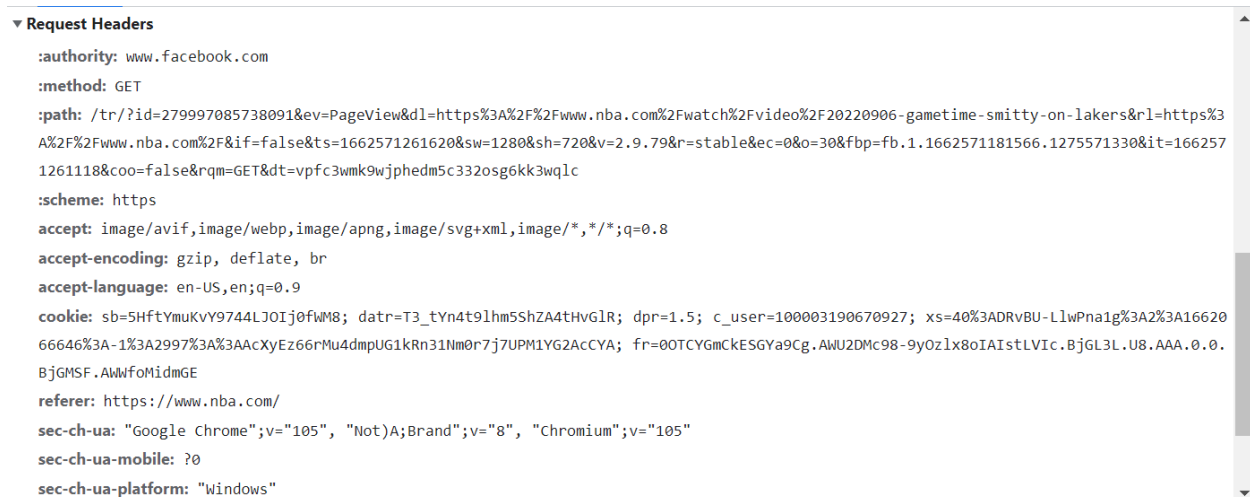 Request Headers
:authority: www.facebook.com
:method: GET
:path: /tr/?id=279997085738091&ev=PageView&dl=https%3A%2F%2Fwww.nba.com%2Fwatch%2Fvideo%2F20220906-gametime-smitty-on-lakers&rl=https%3
A%2F%2Fwww.nba.com%2F&if=false&ts=1662571261620&sw=1280&sh=720&v=2.9.79&r=stable&ec=0&o=30&fbp=fb.1.1662571181566.1275571330&it=166257
1261118&coo=false&rqm=GET&dt=vpfc3wmk9wjphedm5c332osg6kk3wqlc
:scheme: https
accept: image/avif,image/webp,image/apng,image/svg+xml,image/*,*/*;q=0.8
accept-encoding: gzip, deflate, br
accept-language: en-US,en;q=0.9
cookie: sb=5HftYmuKvY9744LJOIj0fWM8; datr=T3_tYn4t9lhm5ShZA4tHvGlR; dpr=1.5; c_user=100003190670927; xs=40%3ADRvBU-LlwPna1g%3A2%3A16620
66646%3A-1%3A2997%3A%3AAcXyEz66rMu4dmpUG1kRn31Nm0r7j7UPM1YG2AcCYA; fr=0OTCYGmCkESGYa9Cg.AWU2DMc98-9yOzlx8oIAIstLVIc.BjGL3L.U8.AAA.0.0.
BjGMSF.AWWfoMidmGE
referer: https://www.nba.com/
sec-ch-ua: "Google Chrome";v="105", "Not)A;Brand";v="8", "Chromium";v="105"
sec-ch-ua-mobile: ?0
sec-ch-ua-platform: "Windows"